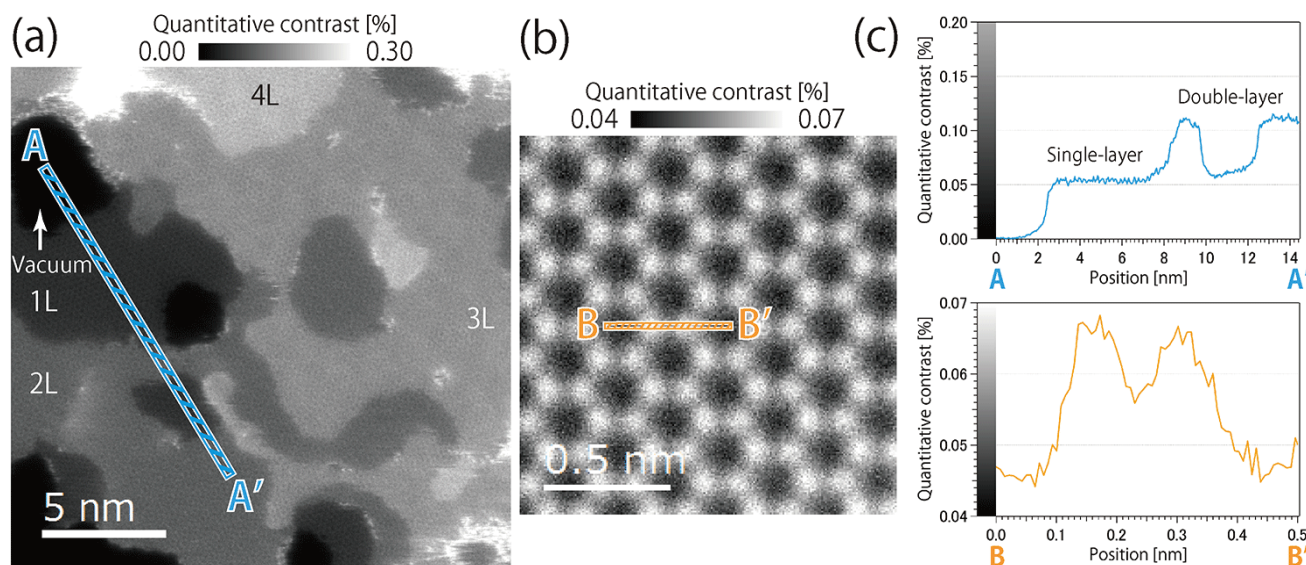 (a)
Quantitative contrast [%]
0.00 0.30
4L
A
Vacuum
1L
2L
3L
A′
5 nm
(b)
Quantitative contrast [%]
0.04 0.07
B B′
0.5 nm
(c)
Quantitative contrast [%]
0.20
0.15
0.10
0.05
0.00
Single-layer
Double-layer
0 2 4 6 8 10 12 14
A Position [nm] A′
Quantitative contrast [%]
0.07
0.06
0.05
0.04
0.0 0.1 0.2 0.3 0.4 0.5
B Position [nm] B′